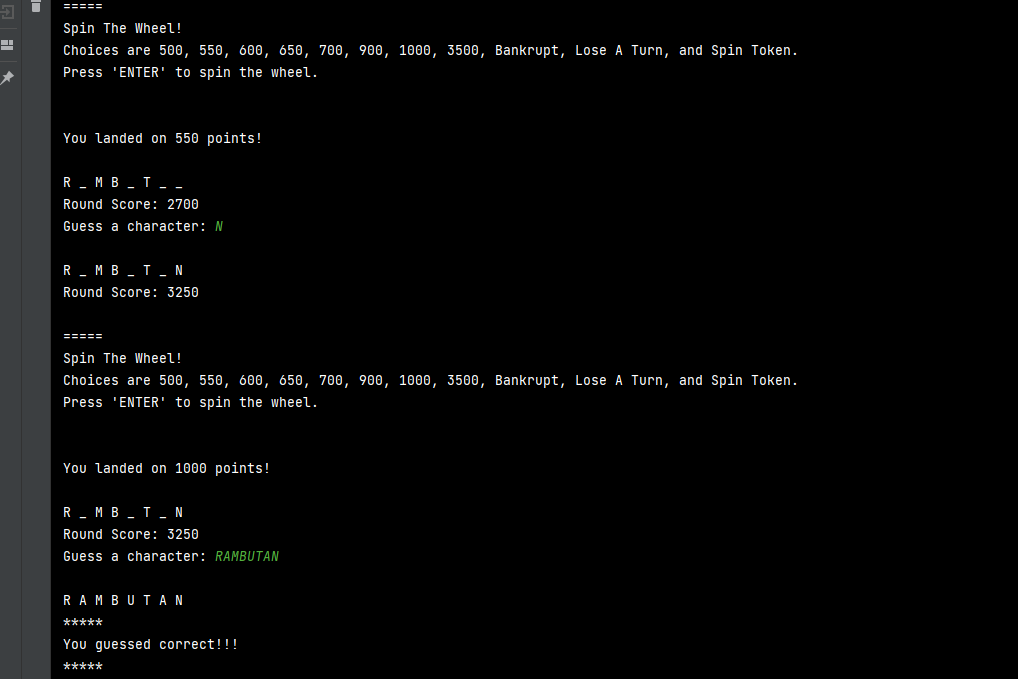 =====
Spin The Wheel!
Choices are 500, 550, 600, 650, 700, 900, 1000, 3500, Bankrupt, Lose A Turn, and Spin Token.
Press 'ENTER' to spin the wheel.
You landed on 550 points!
R _ M B _ T _ _
Round Score: 2700
Guess a character: N
R _ M B _ T _ N
Round Score: 3250
=====
Spin The Wheel!
Choices are 500, 550, 600, 650, 700, 900, 1000, 3500, Bankrupt, Lose A Turn, and Spin Token.
Press 'ENTER' to spin the wheel.
You landed on 1000 points!
R _ M B _ T _ N
Round Score: 3250
Guess a character: RAMBUTAN
R A M B U T A N
*****
You guessed correct!!!
*****